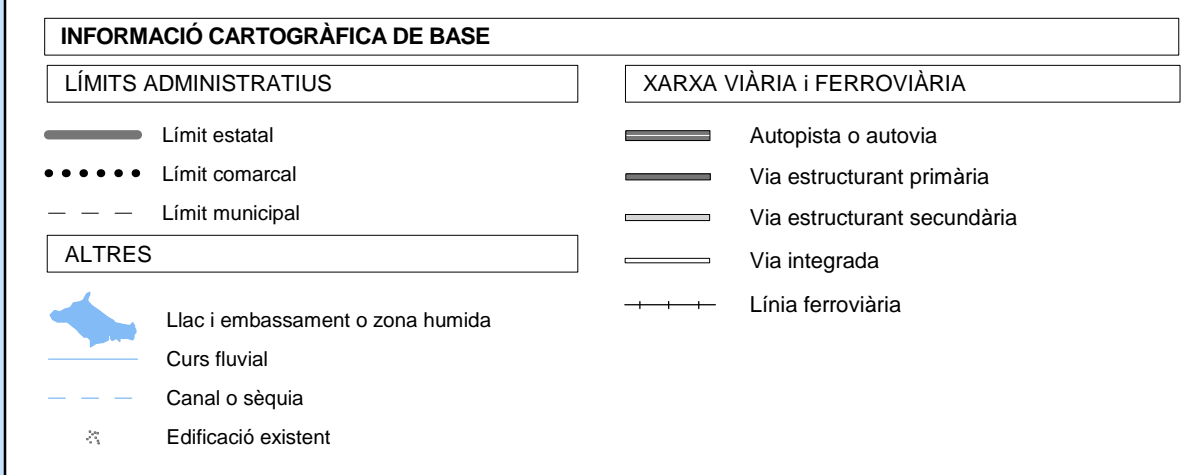 INFORMACIÓ CARTOGRÀFICA DE BASE
LÍMITS ADMINISTRATIUS
Límit estatal
Límit comarcal
Límit municipal
ALTRES
Llac i embassament o zona humida
Curs fluvial
Canal o sèquia
Edificació existent
XARXA VIÀRIA i FERROVIÀRIA
Autopista o autovia
Via estructurant primària
Via estructurant secundària
Via integrada
Línia ferroviària